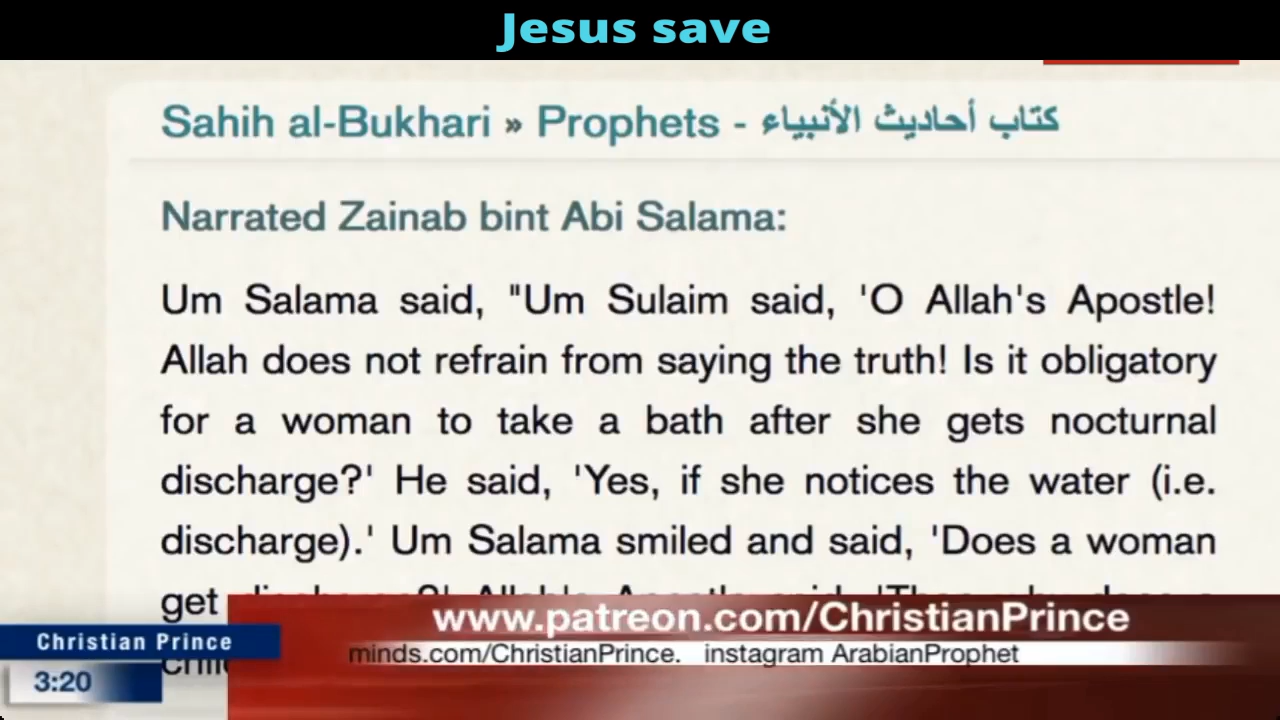 Jesus save
Sahih al-Bukhari » Prophets - كتاب أحاديث الأنبياء
Narrated Zainab bint Abi Salama:
Um Salama said, "Um Sulaim said, 'O Allah's Apostle!
Allah does not refrain from saying the truth! Is it obligatory
for a woman to take a bath after she gets nocturnal
discharge?' He said, 'Yes, if she notices the water (i.e.
discharge).' Um Salama smiled and said, 'Does a woman
get
www.patreon.com/ChristianPrince
Christian Prince
minds.com/ChristianPrince. instagram ArabianProphet
3:20